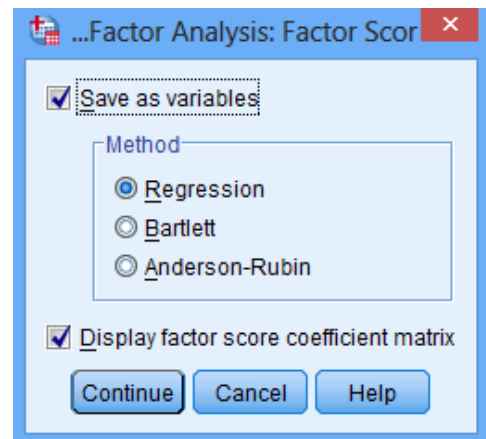 ...Factor Analysis: Factor Scor
Save as variables
Method
Regression
Bartlett
Anderson-Rubin
Display factor score coefficient matrix
Continue Cancel Help